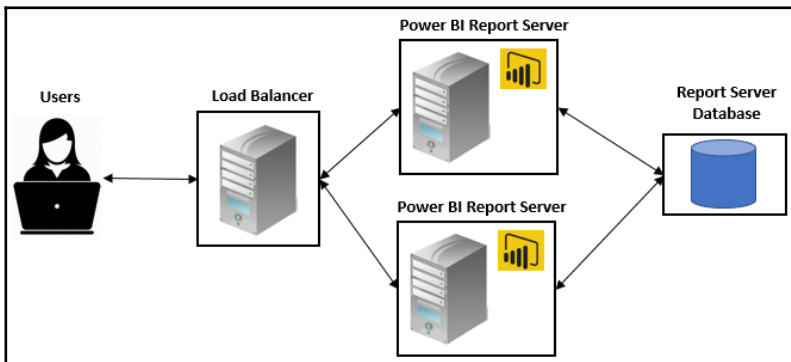 Power BI Report Server
Users
Load Balancer
Report Server
Database
Power BI Report Server